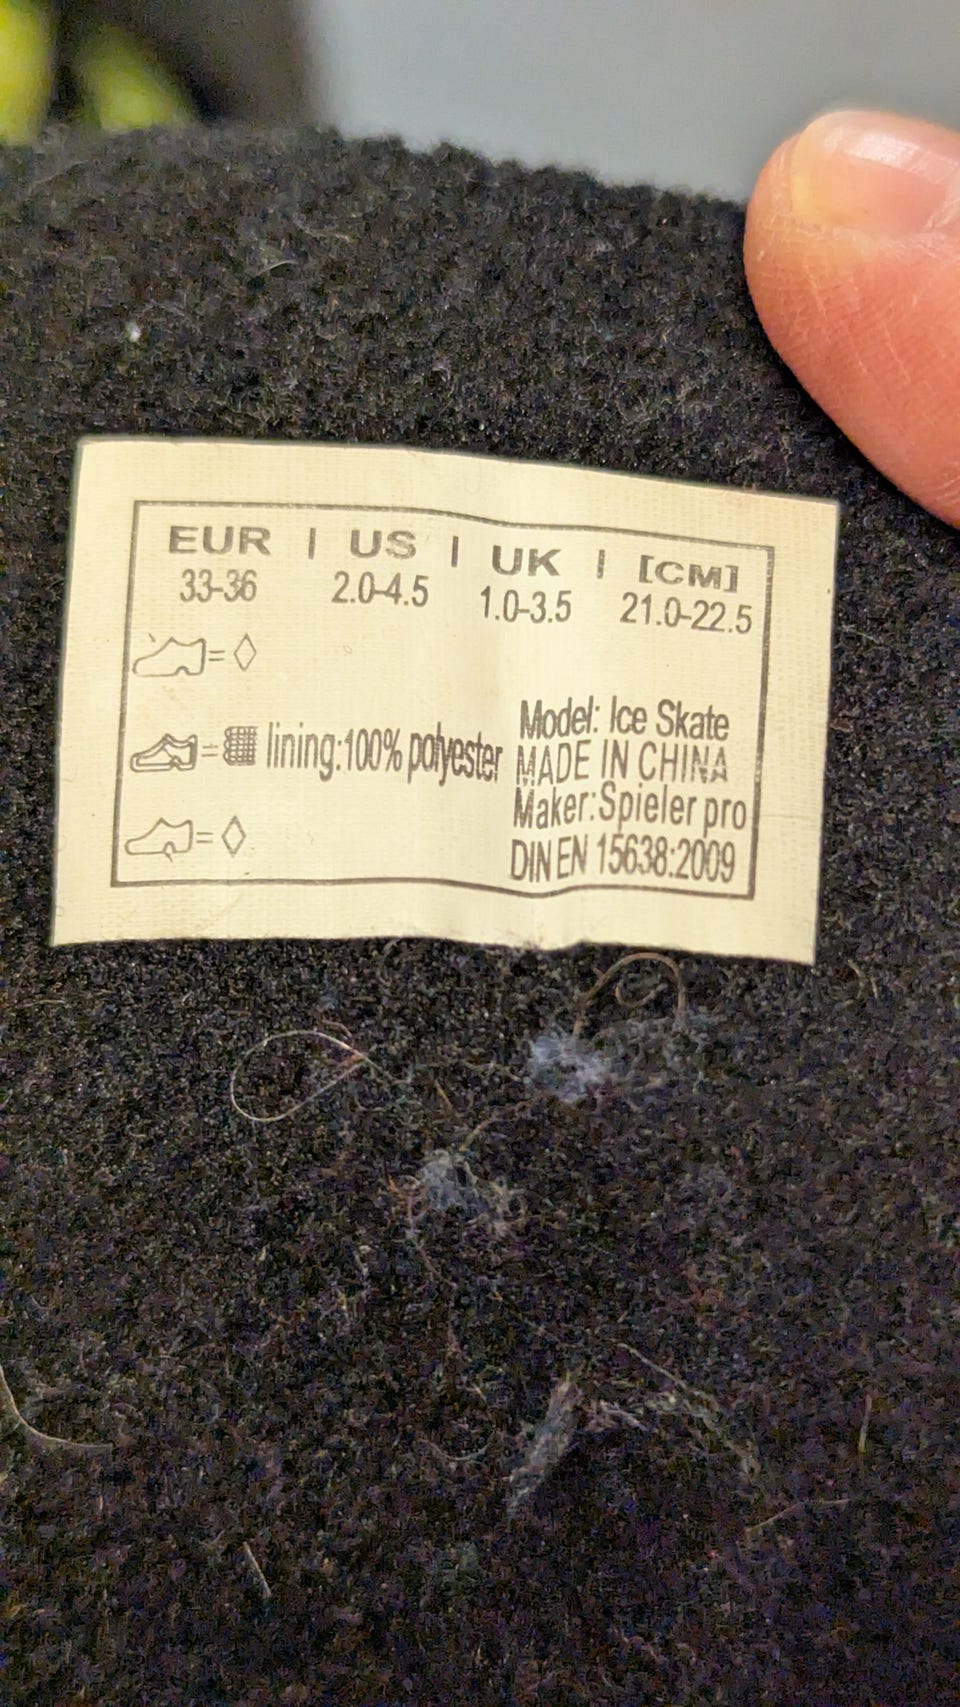 EUR | US | UK | [CM]
33-36 2.0-4.5 1.0-3.5 21.0-22.5
=
= lining:100% polyester
=
Model: Ice Skate
MADE IN CHINA
Maker:Spieler pro
DIN EN 15638:2009